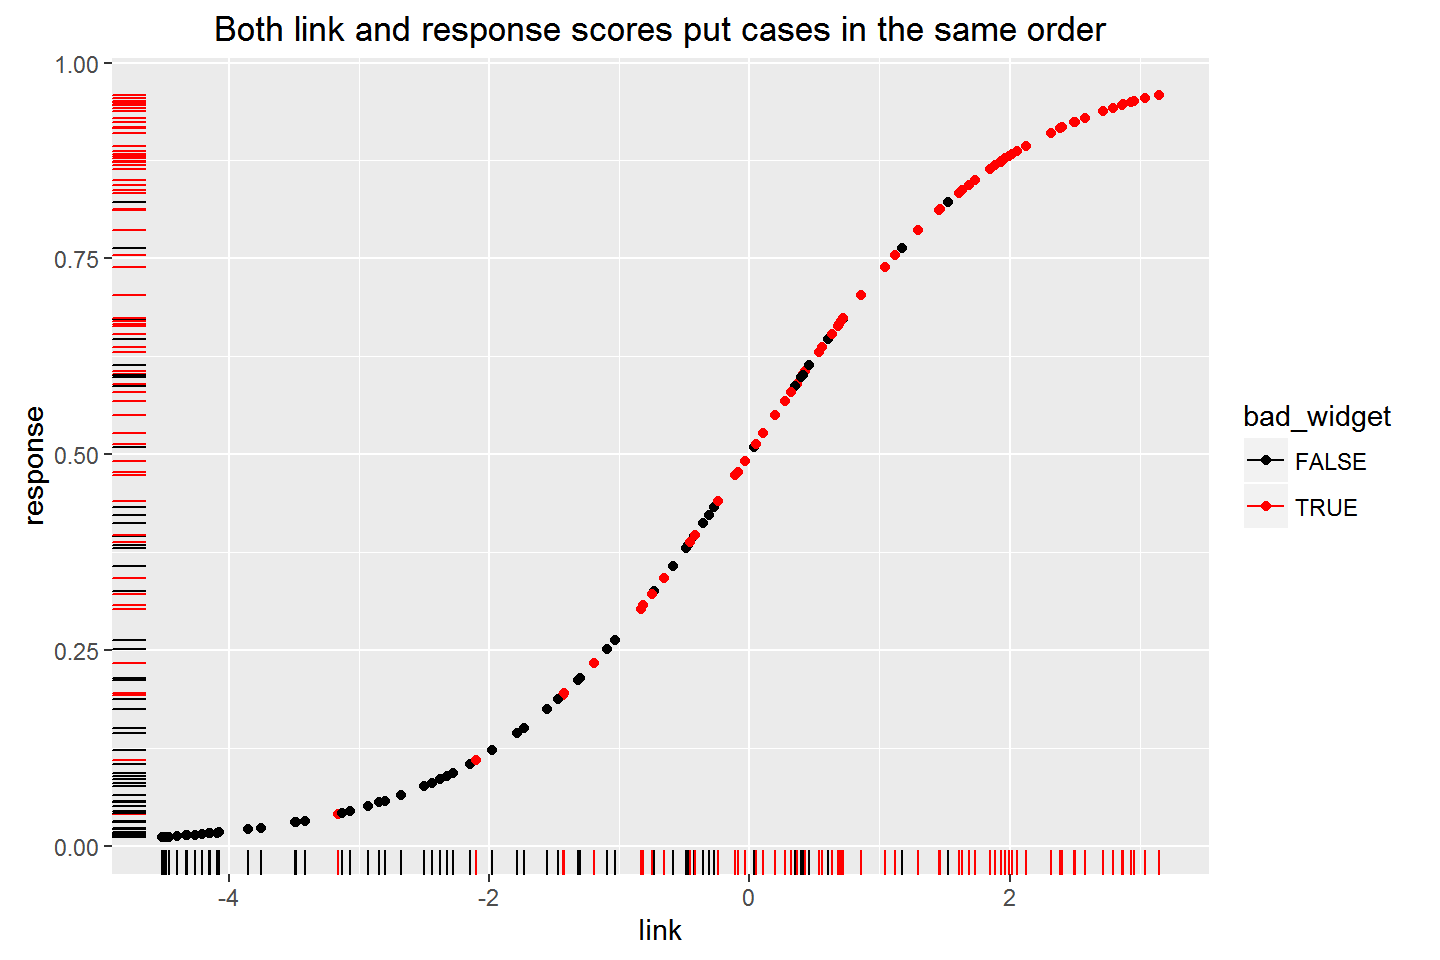 Both link and response scores put cases in the same order
1.00
0.75
0.50
0.25
0.00
response
-4
-2
0
2
link
bad_widget
FALSE
TRUE